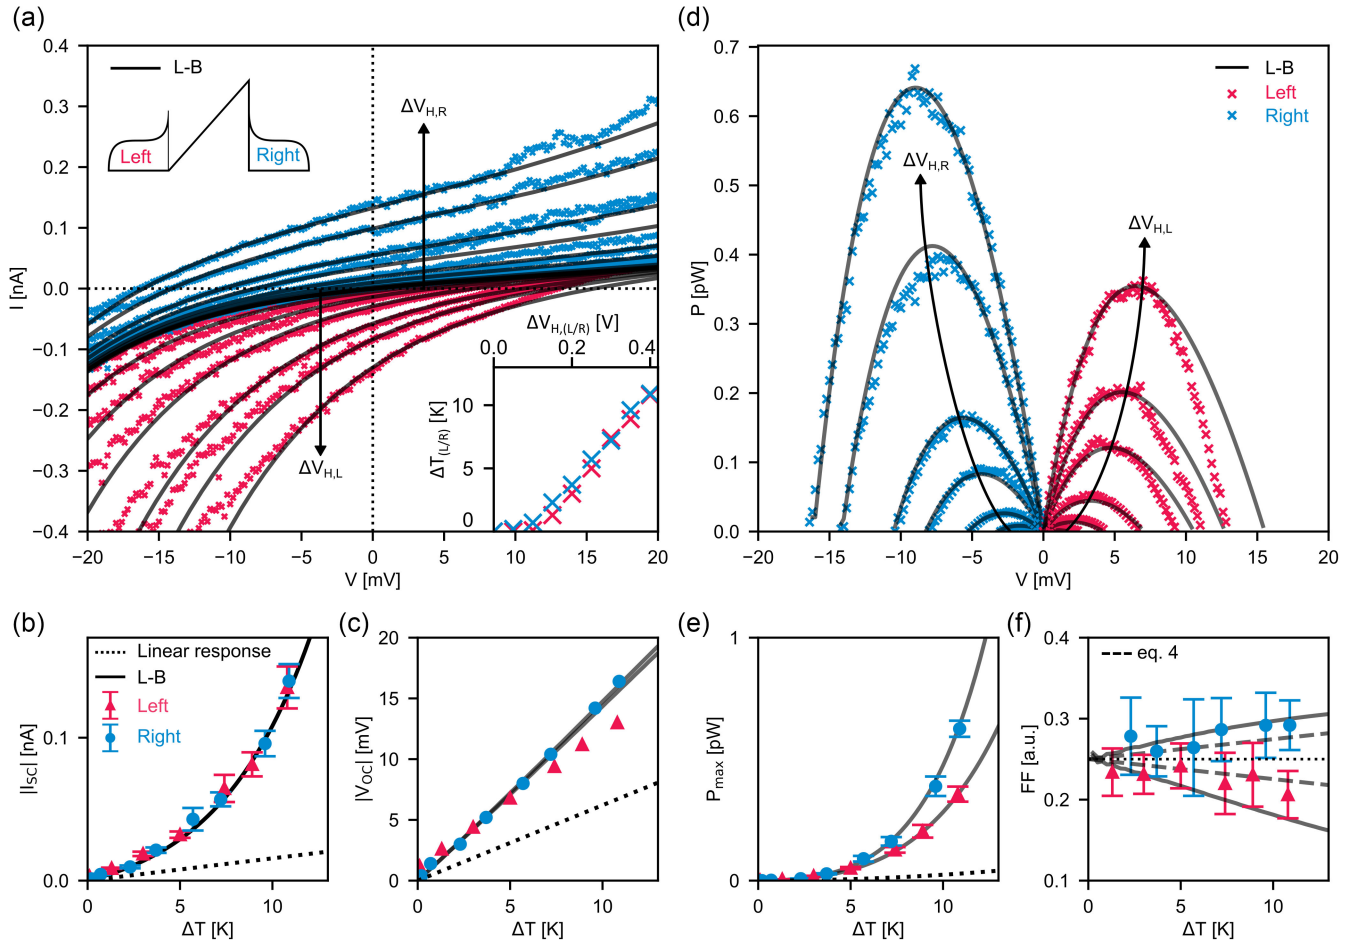 (a)
0.4
0.3
0.2
0.1
0.0
−0.1
−0.2
−0.3
−0.4
I [nA]
L-B
Left
Right
ΔV_H,R
ΔV_H,L
ΔV_H,(L/R) [V]
0.0 0.2 0.4
10
5
0
ΔT_(L/R) [K]
−20 −15 −10 −5 0 5 10 15 20
V [mV]
(d)
0.7
0.6
0.5
0.4
0.3
0.2
0.1
0.0
P [pW]
L-B
Left
Right
ΔV_H,R
ΔV_H,L
−20 −15 −10 −5 0 5 10 15 20
V [mV]
(b)
0.1
0.0
|I_SC| [nA]
Linear response
L-B
Left
Right
0 5 10
ΔT [K]
(c)
20
15
10
5
0
|V_OC| [mV]
0 5 10
ΔT [K]
(e)
1
0
P_max [pW]
0 5 10
ΔT [K]
(f)
0.4
0.3
0.2
0.1
FF [a.u.]
eq. 4
0 5 10
ΔT [K]